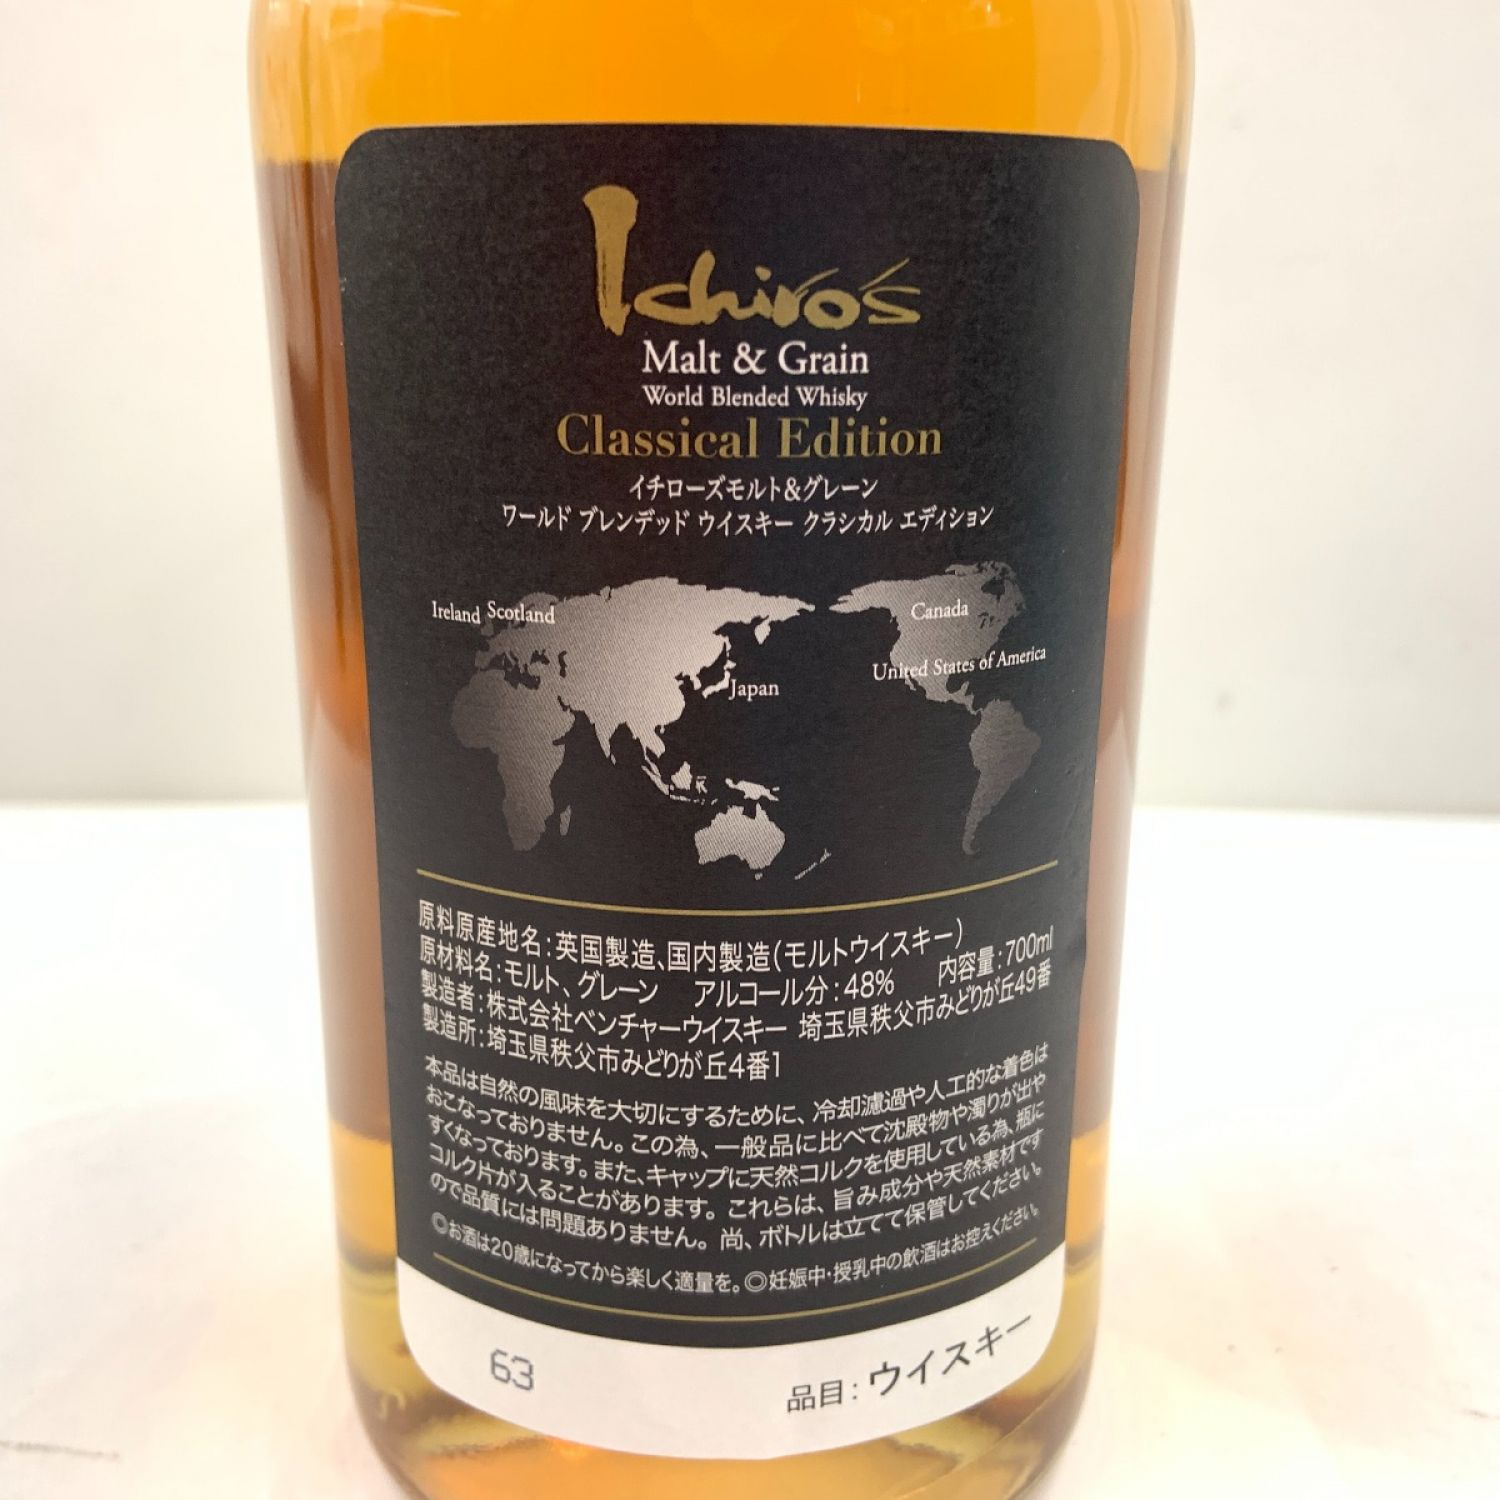 Ichiro's
Malt & Grain
World Blended Whisky
Classical Edition
イチローズモルト&グレーン
ワールド ブレンデッド ウイスキー クラシカル エディション
Ireland Scotland
Canada
United States of America
Japan
原料原産地名:英国製造、国内製造(モルトウイスキー)
原材料名:モルト、グレーン アルコール分:48% 内容量:700ml
製造者:株式会社ベンチャーウイスキー 埼玉県秩父市みどりが丘49番
製造所:埼玉県秩父市みどりが丘4番1
本品は自然の風味を大切にするために、冷却濾過や人工的な着色は
おこなっておりません。この為、一般品に比べて沈殿物や濁りが出や
すくなっております。また、キャップに天然コルクを使用している為、瓶に
コルク片が入ることがあります。これらは、旨み成分や天然素材です
ので品質には問題ありません。尚、ボトルは立てて保管してください。
◎お酒は20歳になってから楽しく適量を。◎妊娠中・授乳中の飲酒はお控えください。
63
品目:ウイスキー